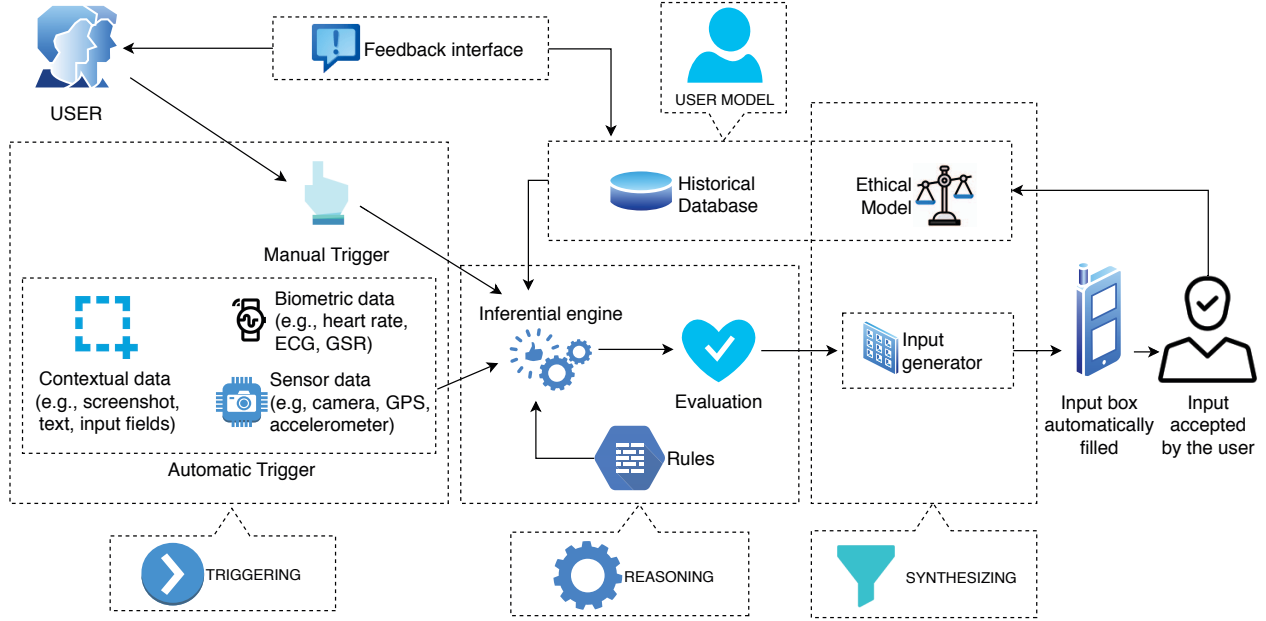 Feedback interface
USER
USER MODEL
Historical
Database
Ethical
Model
Manual Trigger
Biometric data
(e.g., heart rate,
ECG, GSR)
Contextual data
(e.g., screenshot,
text, input fields)
Sensor data
(e.g, camera, GPS,
accelerometer)
Automatic Trigger
Inferential engine
Evaluation
Rules
Input
generator
Input box
automatically
filled
Input
accepted
by the user
TRIGGERING
REASONING
SYNTHESIZING